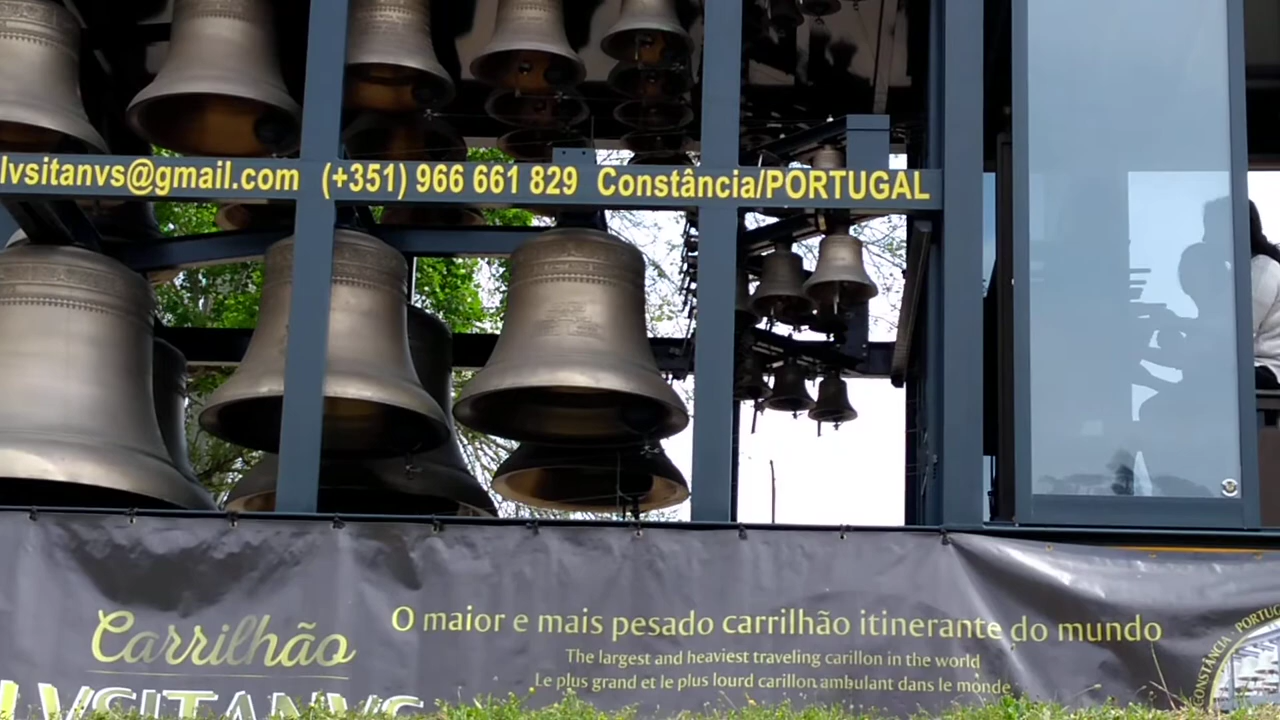 lvsitanvs@gmail.com (+351) 966 661 829 Constância/PORTUGAL
Carrilhão
LVSITANVS
O maior e mais pesado carrilhão itinerante do mundo
The largest and heaviest traveling carillon in the world
Le plus grand et le plus lourd carillon ambulant dans le monde
CONSTÂNCIA - PORTUG